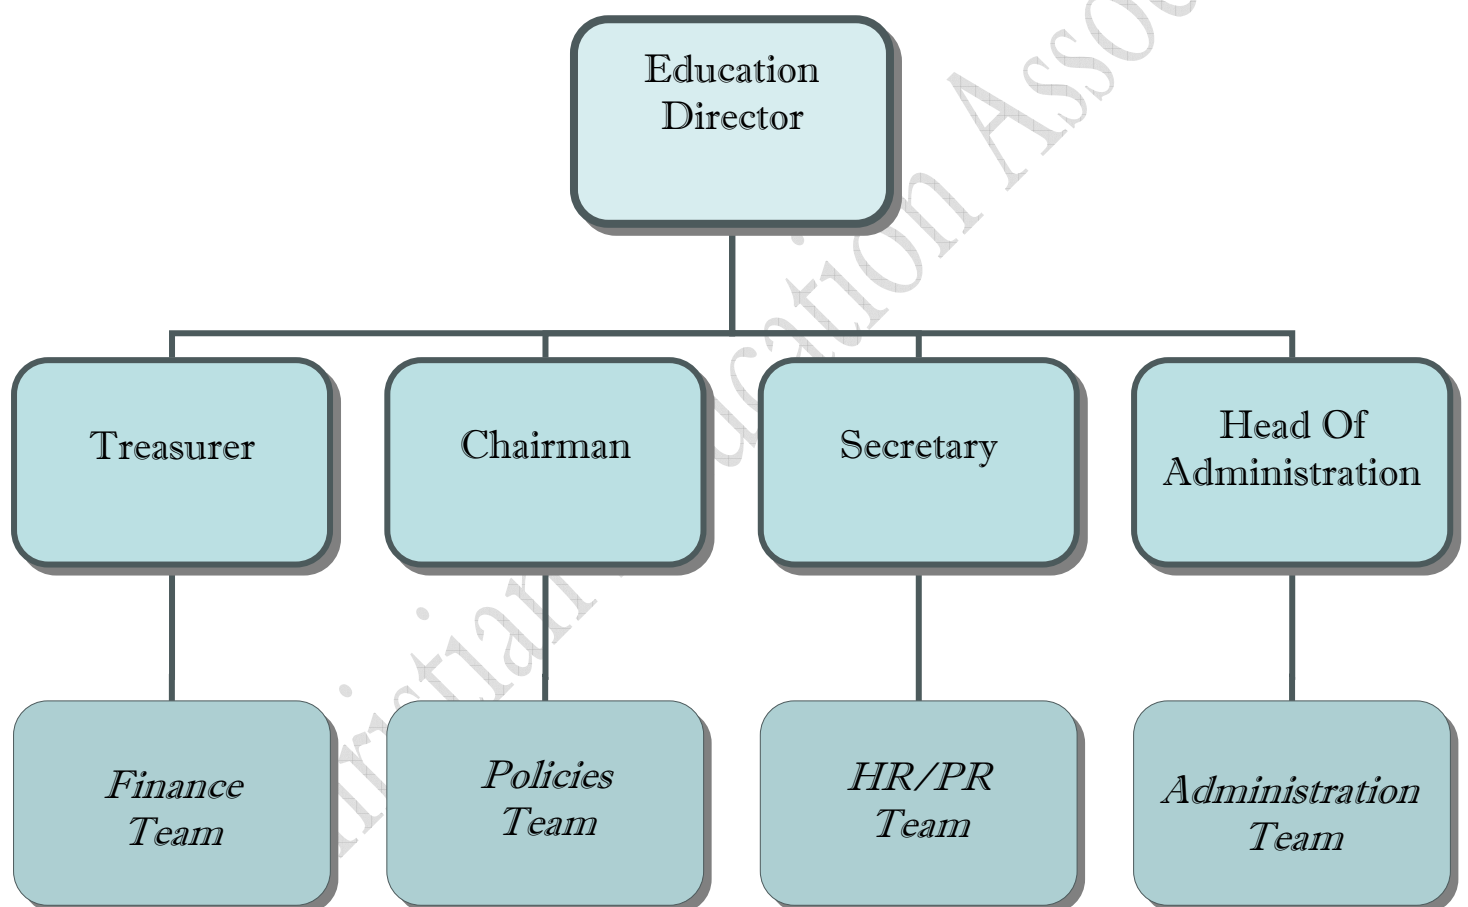 Education
Director
Treasurer
Chairman
Secretary
Head Of
Administration
Finance
Team
Policies
Team
HR/PR
Team
Administration
Team